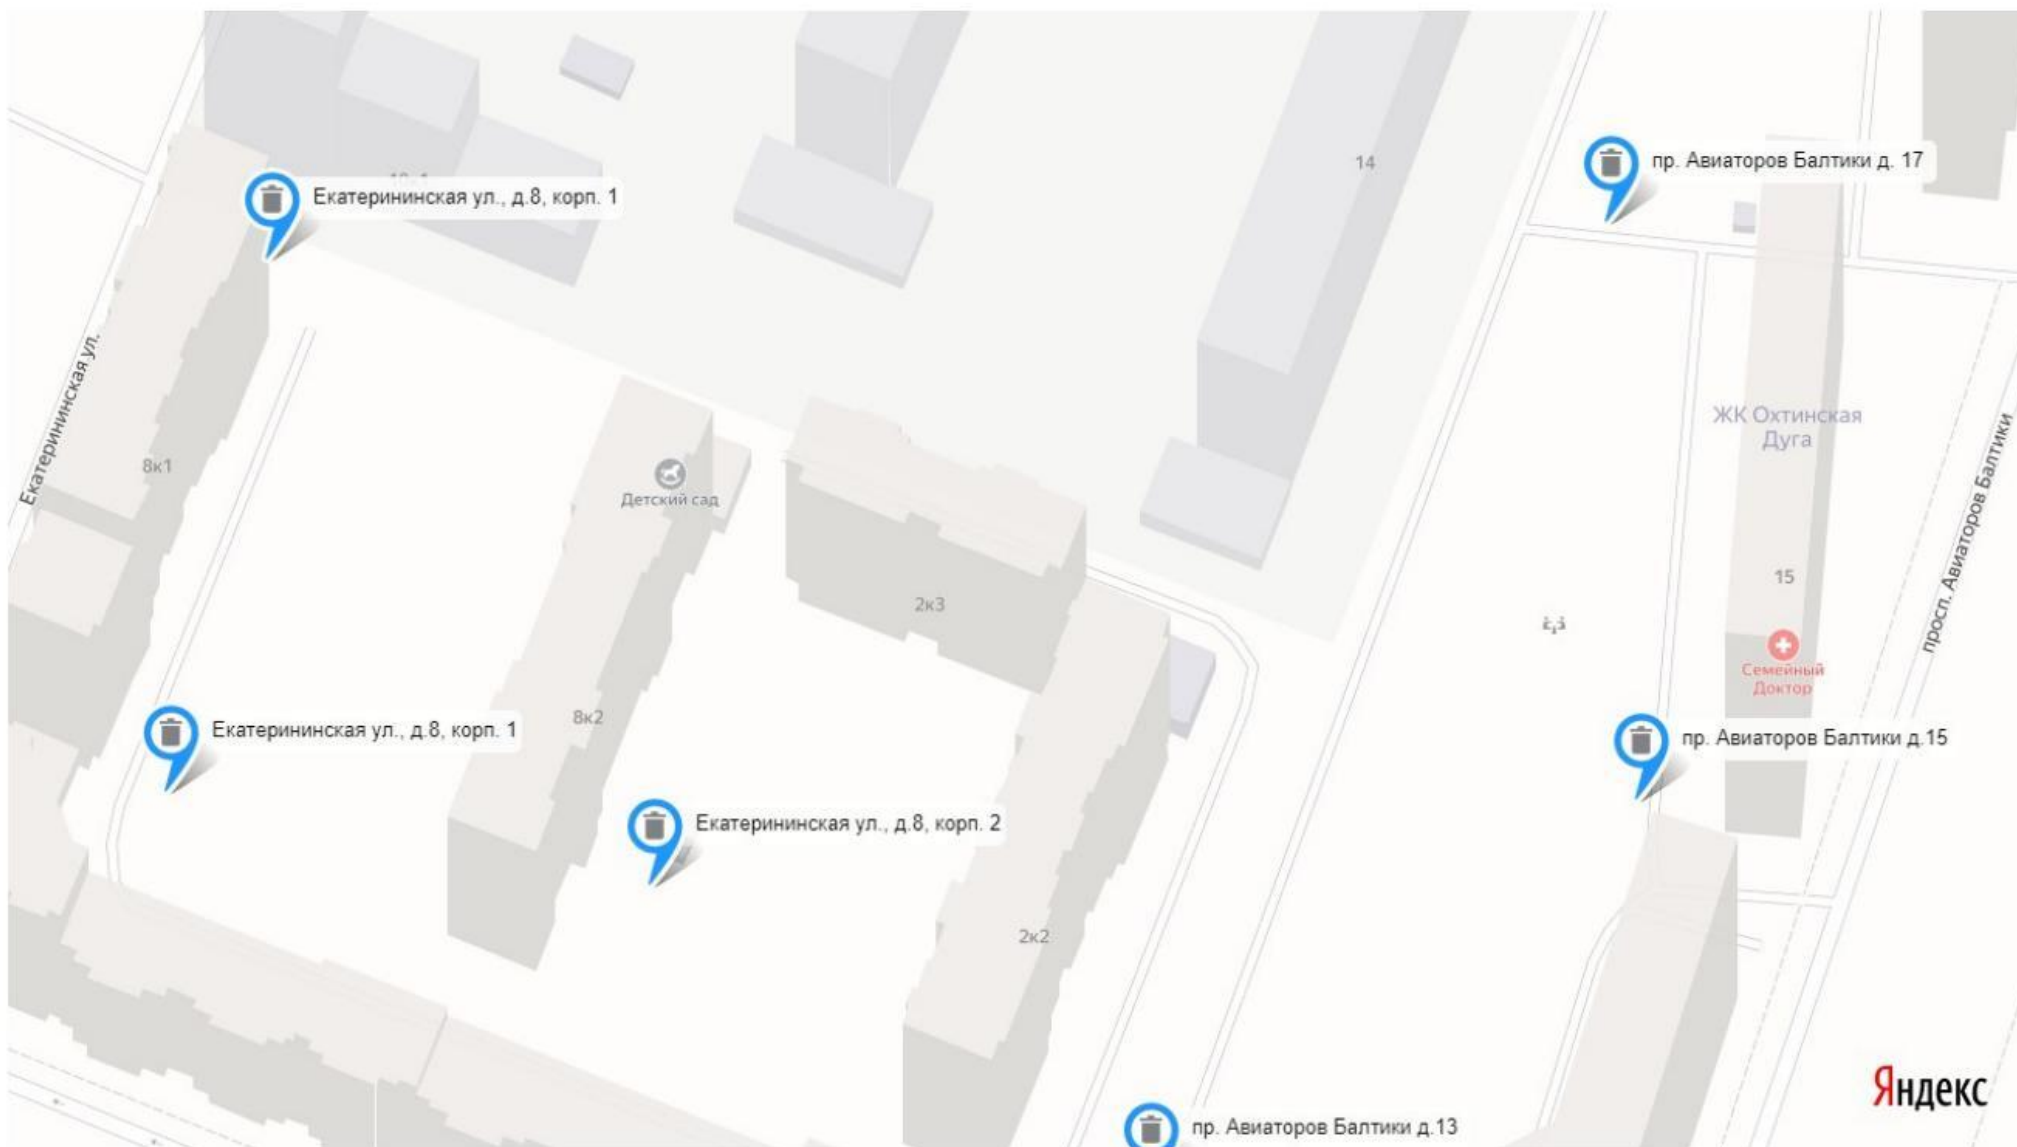 14
пр. Авиаторов Балтики д. 17
Екатерининская ул., д.8, корп. 1
Екатерининская ул.
ЖК Охтинская
Дуга
просп. Авиаторов Балтики
8к1
Детский сад
15
2к3
Семейный
Доктор
8к2
Екатерининская ул., д.8, корп. 1
пр. Авиаторов Балтики д.15
Екатерининская ул., д.8, корп. 2
2к2
Яндекс
пр. Авиаторов Балтики д.13